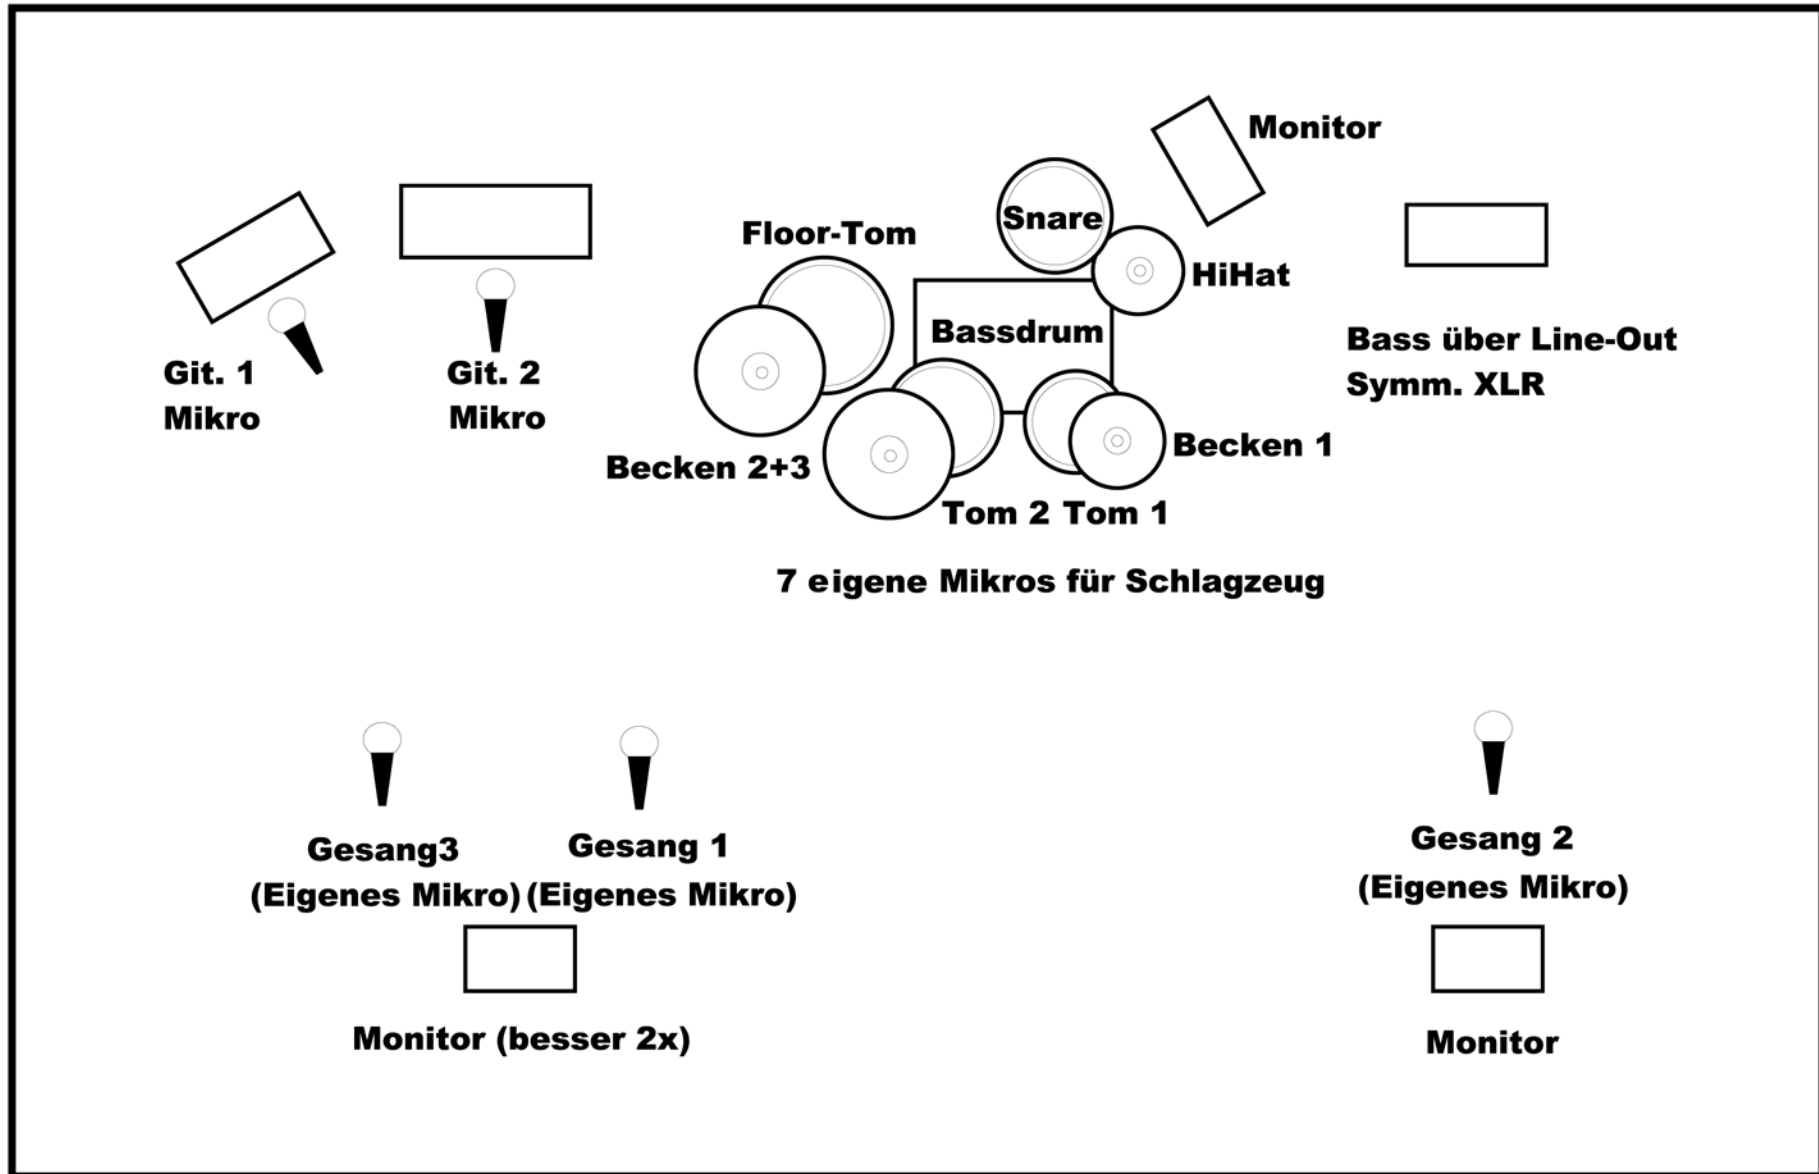 Monitor
Snare
Floor-Tom
HiHat
Bassdrum
Bass über Line-Out
Symm. XLR
Git. 1
Mikro
Git. 2
Mikro
Becken 1
Becken 2+3
Tom 2 Tom 1
7 eigene Mikros für Schlagzeug
Gesang3
(Eigenes Mikro)
Gesang 1
(Eigenes Mikro)
Gesang 2
(Eigenes Mikro)
Monitor (besser 2x)
Monitor